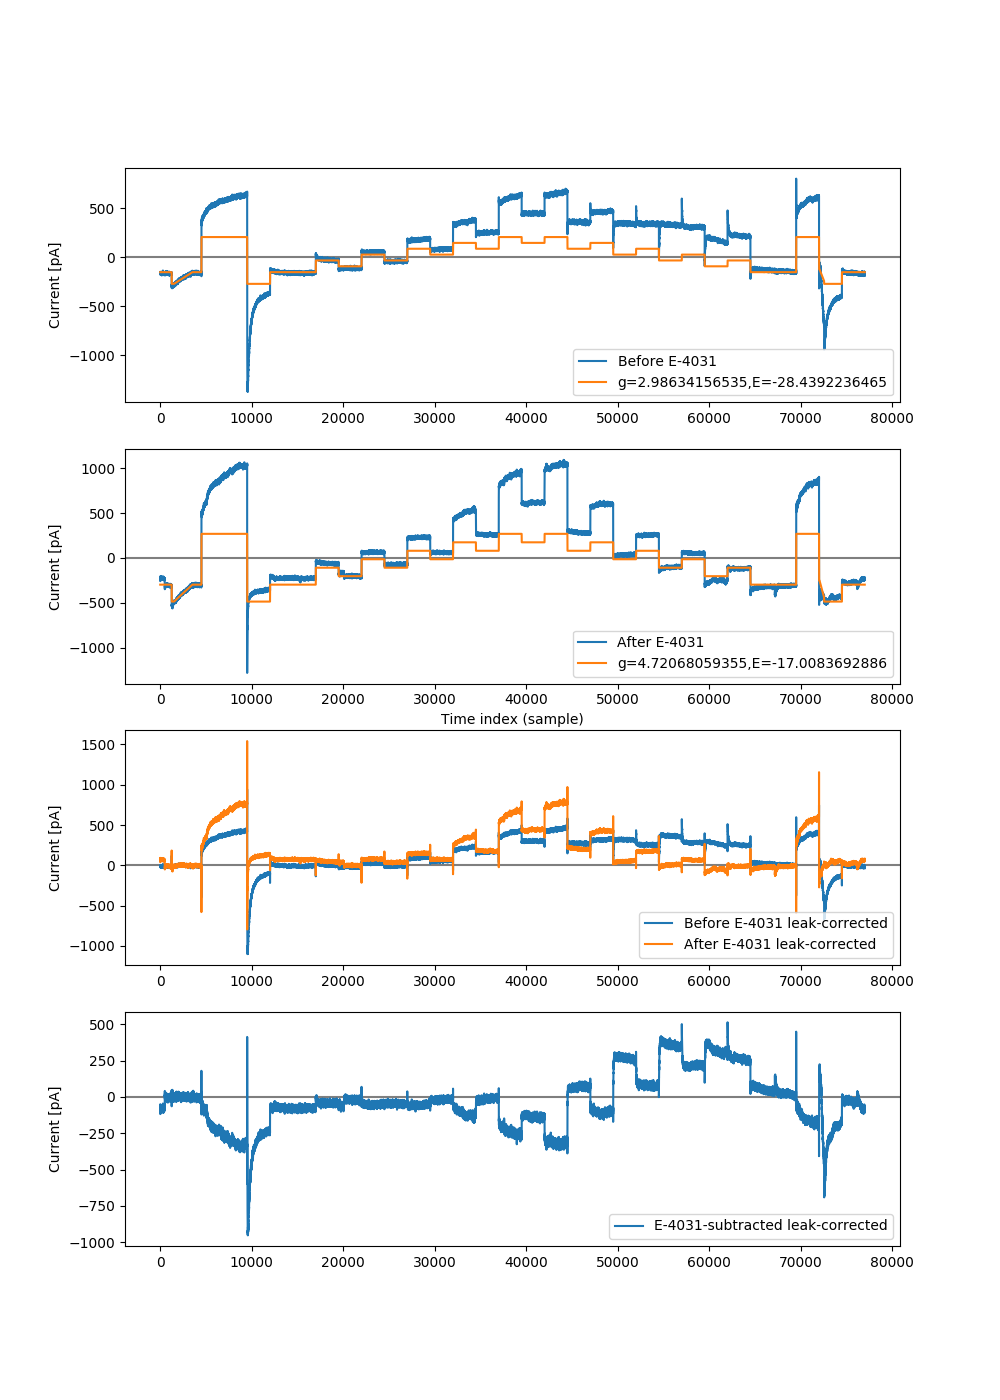 500
0
−500
−1000
Current [pA]
Before E-4031
g=2.98634156535,E=-28.4392236465
0 10000 20000 30000 40000 50000 60000 70000 80000
1000
500
0
−500
−1000
Current [pA]
After E-4031
g=4.72068059355,E=-17.0083692886
0 10000 20000 30000 40000 50000 60000 70000 80000
Time index (sample)
1500
1000
500
0
−500
−1000
Current [pA]
Before E-4031 leak-corrected
After E-4031 leak-corrected
0 10000 20000 30000 40000 50000 60000 70000 80000
500
250
0
−250
−500
−750
−1000
Current [pA]
E-4031-subtracted leak-corrected
0 10000 20000 30000 40000 50000 60000 70000 80000